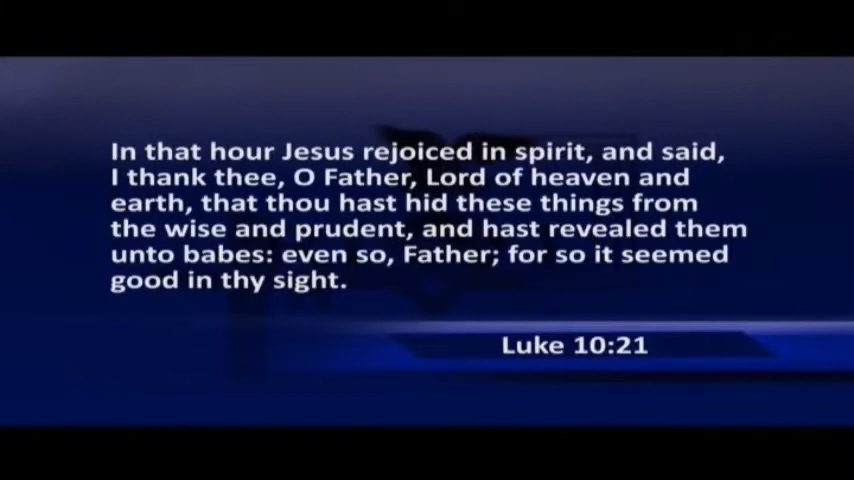 In that hour Jesus rejoiced in spirit, and said,
I thank thee, O Father, Lord of heaven and
earth, that thou hast hid these things from
the wise and prudent, and hast revealed them
unto babes: even so, Father; for so it seemed
good in thy sight.
Luke 10:21